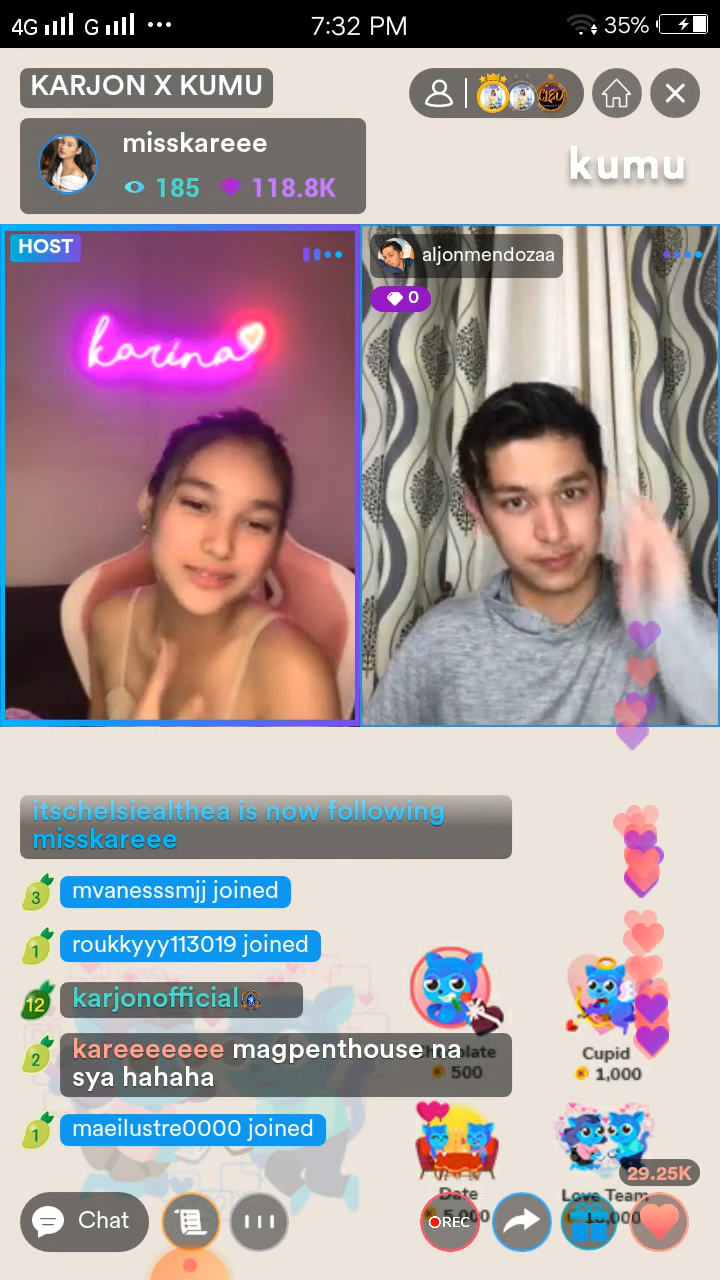 4G G 7:32 PM 35%
KARJON X KUMU
CLEU
misskareee
185 118.8K
kumu
HOST
aljonmendozaa
0
karina
itschelsiealthea is now following
misskareee
3 mvanesssmjj joined
1 roukkyyy113019 joined
12 karjonofficial
2 kareeeeeee magpenthouse na
sya hahaha
500
Cupid
1,000
1 maeilustre0000 joined
Date
Love Team
29.25K
Chat
REC